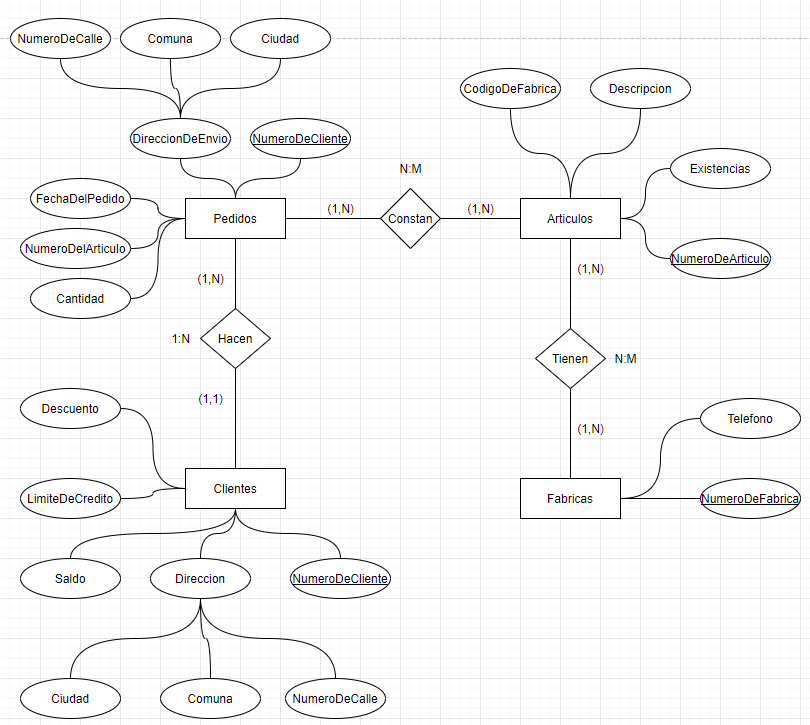 NumeroDeCalle
Comuna
Ciudad
CodigoDeFabrica
Descripcion
DireccionDeEnvio
NumeroDeCliente
N:M
Existencias
FechaDelPedido
Pedidos
(1,N)
Constan
(1,N)
Articulos
NumeroDelArticulo
NumeroDeArticulo
(1,N)
(1,N)
Cantidad
1:N
Hacen
Tienen
N:M
(1,1)
Descuento
(1,N)
Telefono
LimiteDeCredito
Clientes
Fabricas
NumeroDeFabrica
Saldo
Direccion
NumeroDeCliente
Ciudad
Comuna
NumeroDeCalle